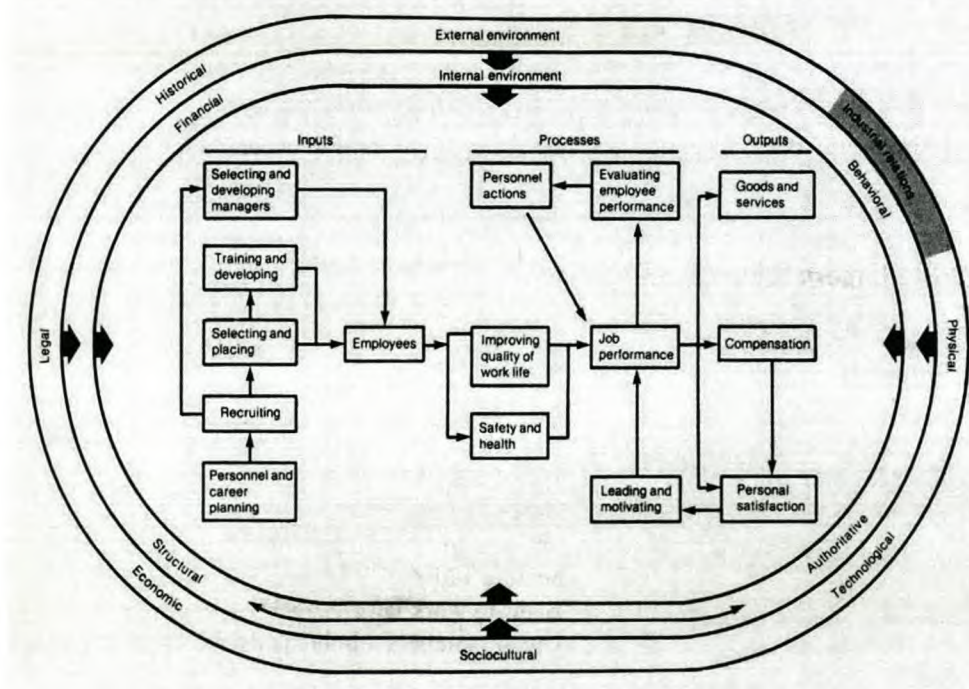 External environment
Internal environment
Historical
Financial
Industrial relations
Behavioral
Inputs
Processes
Outputs
Selecting and
developing
managers
Personnel
actions
Evaluating
employee
performance
Goods and
services
Training and
developing
Legal
Selecting and
placing
Employees
Improving
quality of
work life
Job
performance
Compensation
Physical
Recruiting
Safety and
health
Personnel and
career
planning
Leading and
motivating
Personal
satisfaction
Structural
Economic
Authoritative
Technological
Sociocultural